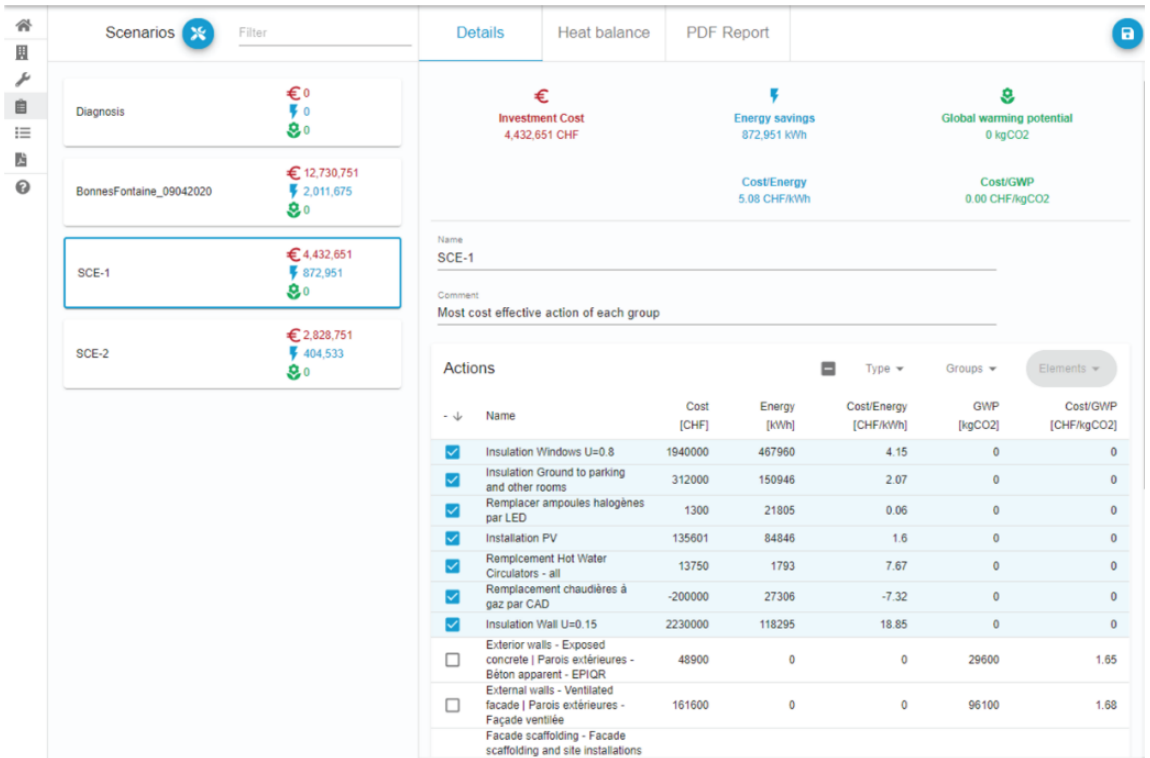 Scenarios
Filter
Details
Heat balance
PDF Report
Diagnosis
0
0
0
BonnesFontaine_09042020
12,730,751
2,011,675
0
SCE-1
4,432,651
872,951
0
SCE-2
2,828,751
404,533
0
Investment Cost
4,432,651 CHF
Energy savings
872,951 kWh
Global warming potential
0 kgCO2
Cost/Energy
5.08 CHF/kWh
Cost/GWP
0.00 CHF/kgCO2
Name
SCE-1
Comment
Most cost effective action of each group
Actions
Type
Groups
Elements
- Name
Cost [CHF]
Energy [kWh]
Cost/Energy [CHF/kWh]
GWP [kgCO2]
Cost/GWP [CHF/kgCO2]
Insulation Windows U=0.8 1940000 467960 4.15 0 0
Insulation Ground to parking
and other rooms 312000 150946 2.07 0 0
Remplacer ampoules halogènes
par LED 1300 21805 0.06 0 0
Installation PV 135601 84846 1.6 0 0
Remplcement Hot Water
Circulators - all 13750 1793 7.67 0 0
Remplacement chaudières à
gaz par CAD -200000 27306 -7.32 0 0
Insulation Wall U=0.15 2230000 118295 18.85 0 0
Exterior walls - Exposed
concrete | Parois extérieures - 48900 0 0 29600 1.65
Béton apparent - EPIQR
External walls - Ventilated
facade | Parois extérieures - 161600 0 0 96100 1.68
Façade ventilée
Facade scaffolding - Facade
scaffolding and site installations